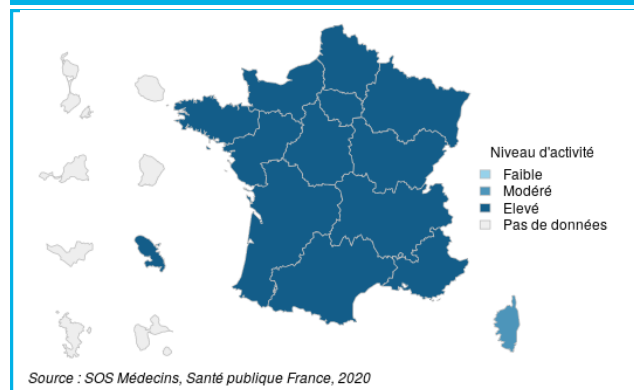 Niveau d'activité
Faible
Modéré
Elevé
Pas de données
Source : SOS Médecins, Santé publique France, 2020